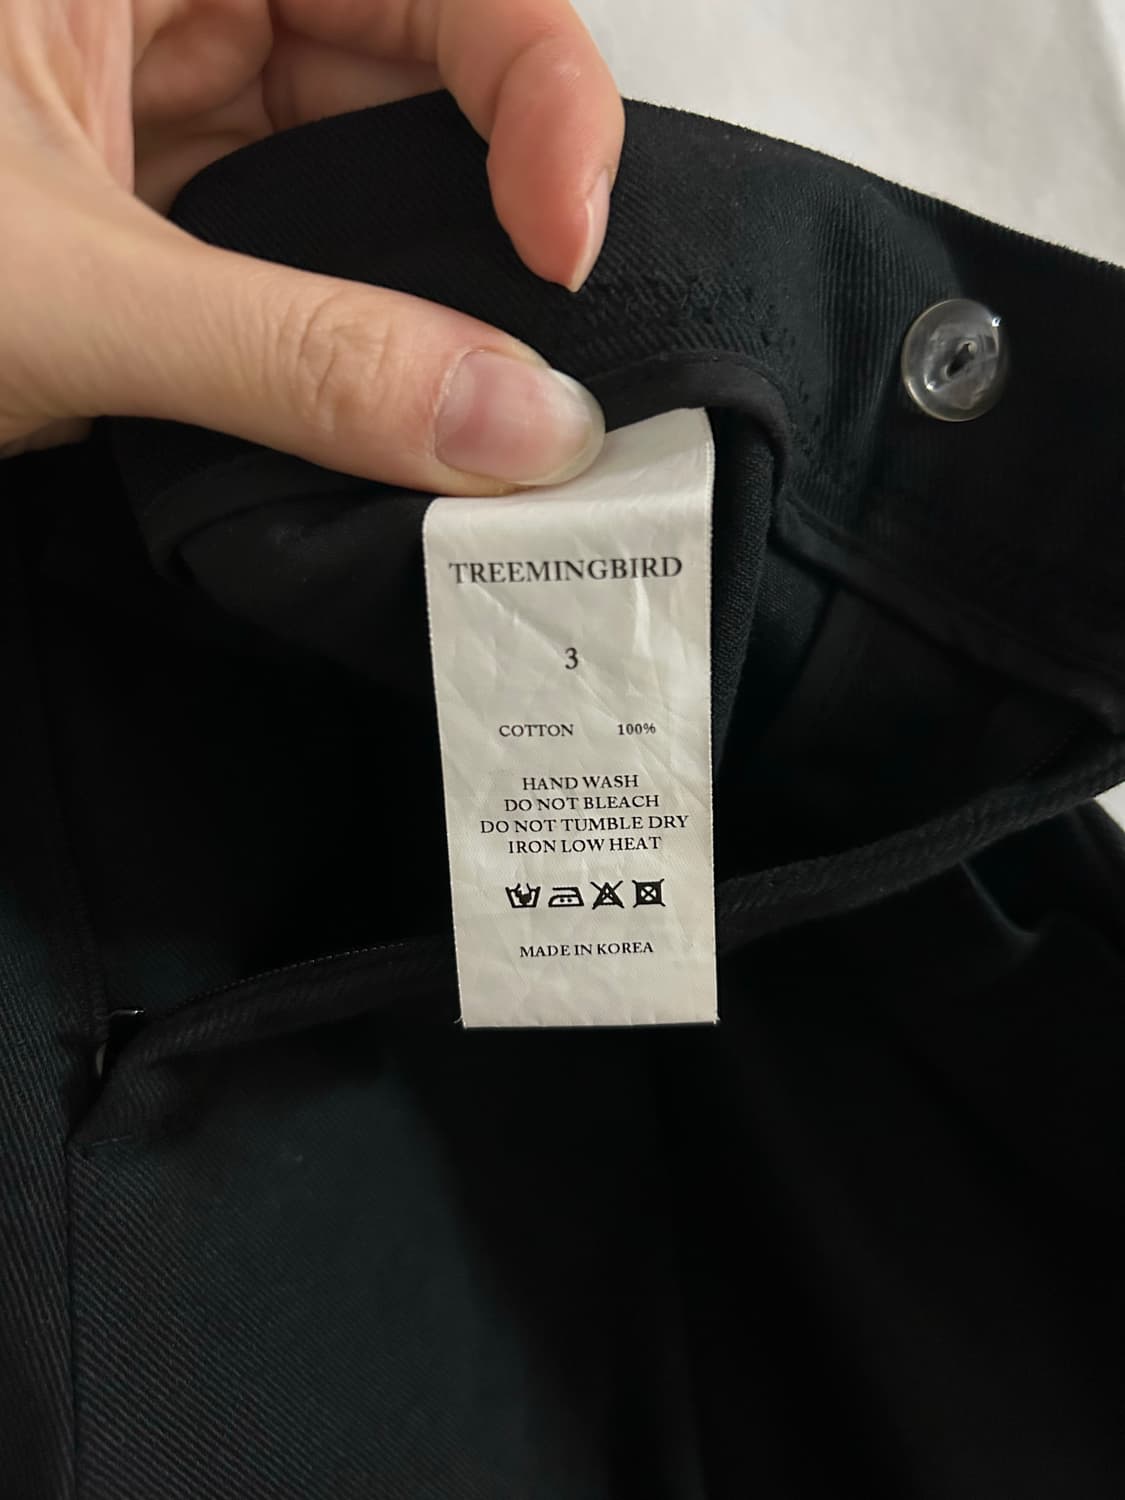 TREEMINGBIRD
3
COTTON 100%
HAND WASH
DO NOT BLEACH
DO NOT TUMBLE DRY
IRON LOW HEAT
MADE IN KOREA